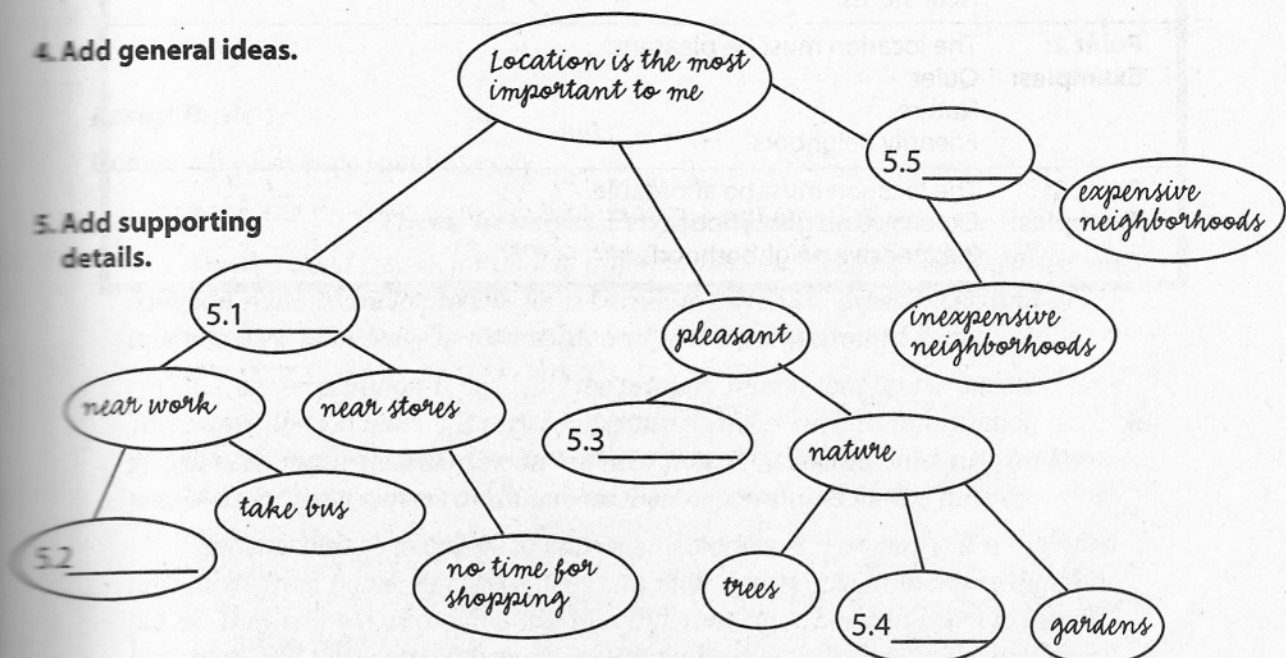 4. Add general ideas.
Location is the most
important to me
5.5
expensive
neighborhoods
5. Add supporting
details.
5.1
pleasant
inexpensive
neighborhoods
near work
near stores
5.3
nature
take bus
5.2
no time for
shopping
trees
5.4
gardens